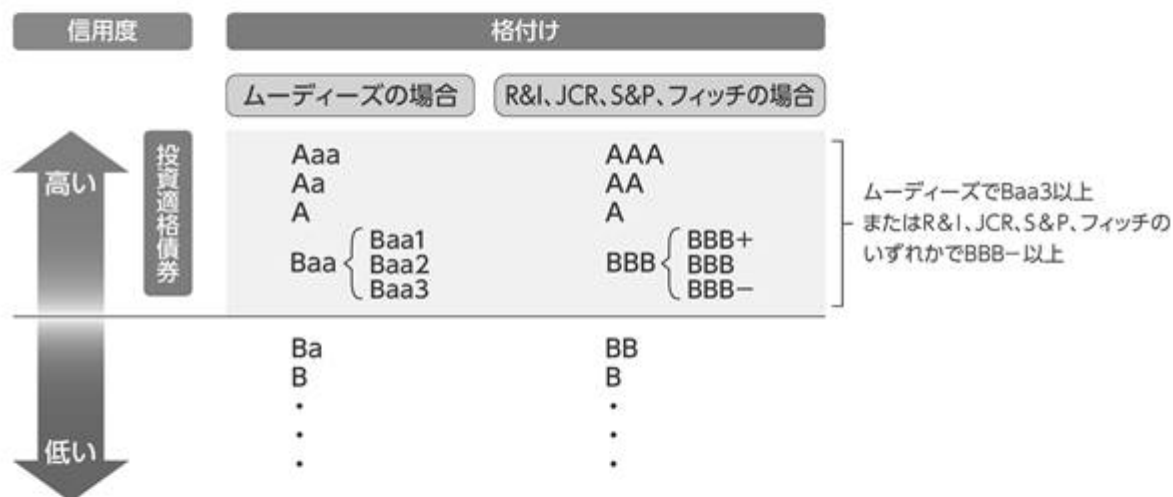 信用度
格付け
ムーディーズの場合
R&I、JCR、S&P、フィッチの場合
高い
投資適格債券
Aaa
AAA
Aa
AA
A
A
Baa
Baa1
Baa2
Baa3
BBB
BBB+
BBB
BBB−
ムーディーズでBaa3以上
またはR&I、JCR、S&P、フィッチの
いずれかでBBB−以上
Ba
BB
B
B
・
・
・
・
・
・
低い